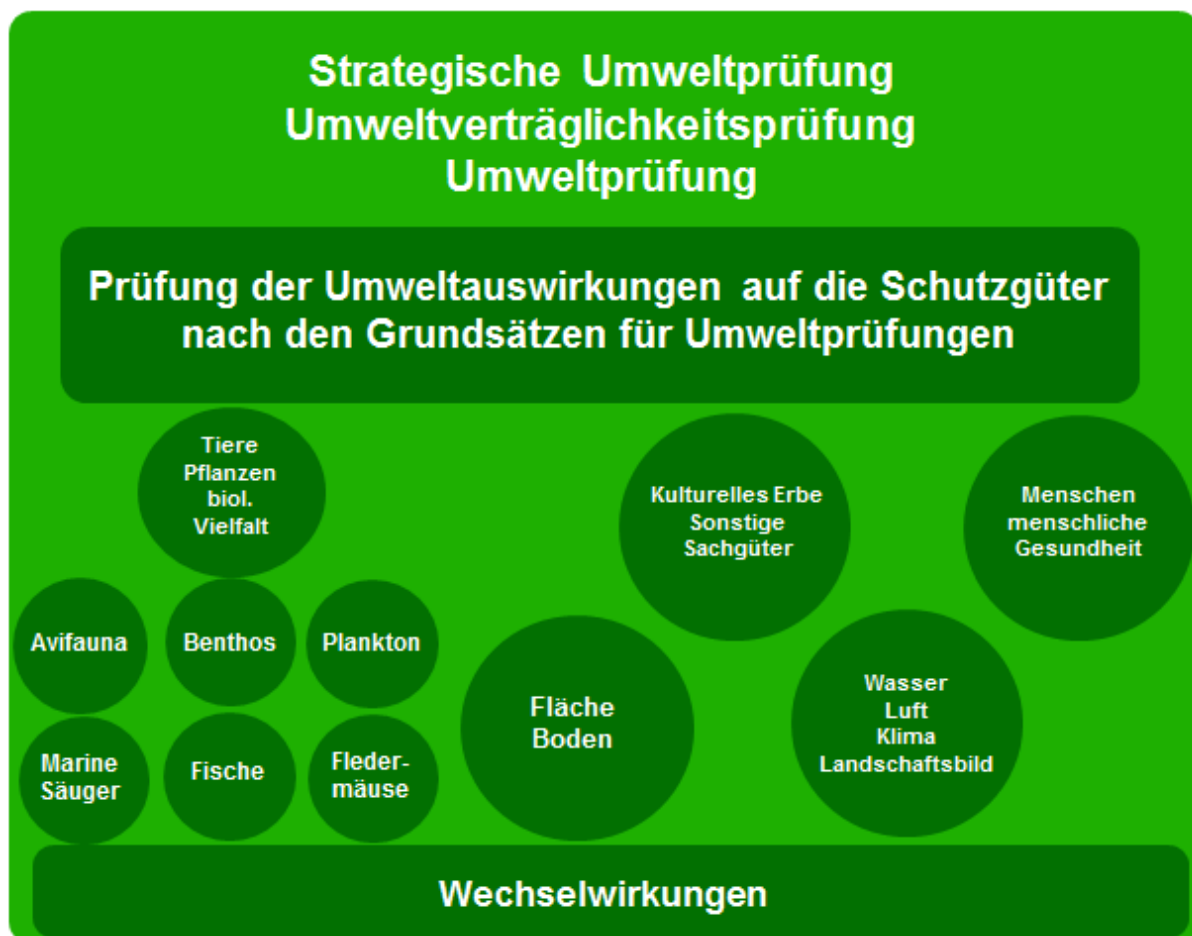 Strategische Umweltprüfung
Umweltverträglichkeitsprüfung
Umweltprüfung
Prüfung der Umweltauswirkungen auf die Schutzgüter
nach den Grundsätzen für Umweltprüfungen
Tiere
Pflanzen
biol.
Vielfalt
Kulturelles Erbe
Sonstige
Sachgüter
Menschen
menschliche
Gesundheit
Avifauna
Benthos
Plankton
Fläche
Boden
Wasser
Luft
Klima
Landschaftsbild
Marine
Säuger
Fische
Fleder-
mäuse
Wechselwirkungen